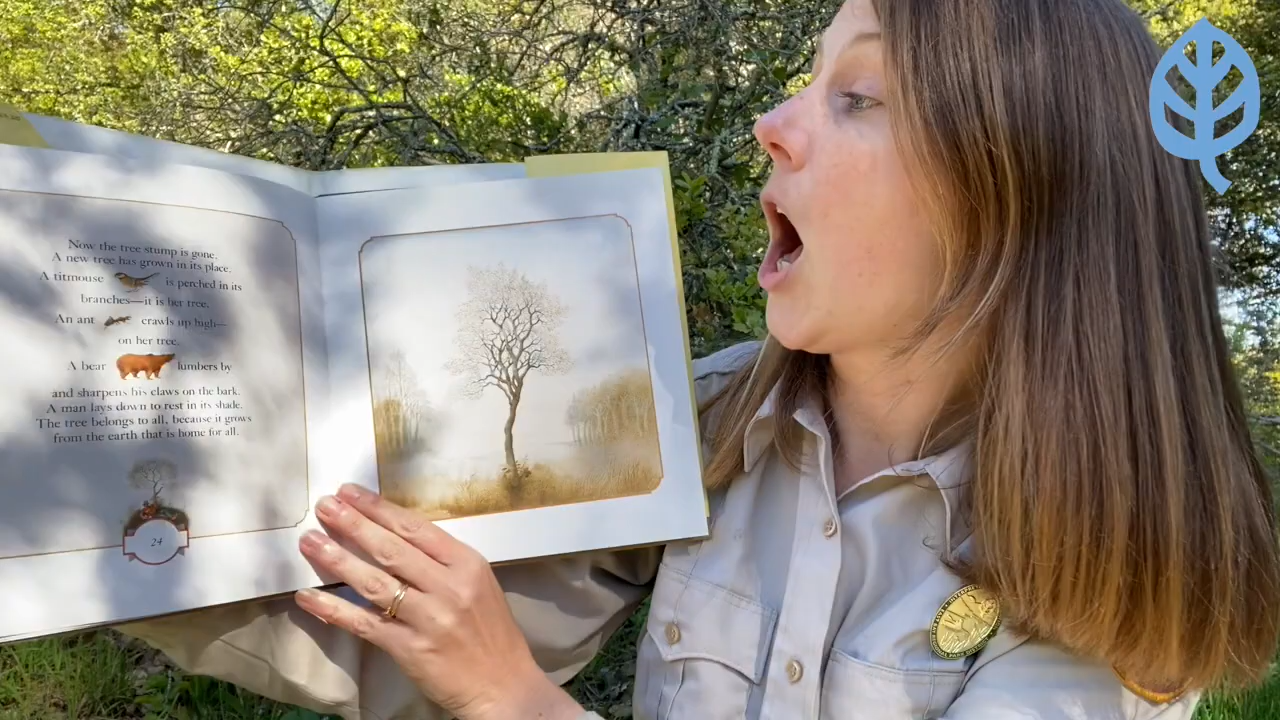 Now the tree stump is gone.
A new tree has grown in its place.
A titmouse is perched in its
branches—it is her tree.
An ant crawls up high—
on her tree.
A bear lumbers by
and sharpens his claws on the bark.
A man lays down to rest in its shade.
The tree belongs to all, because it grows
from the earth that is home for all.
24